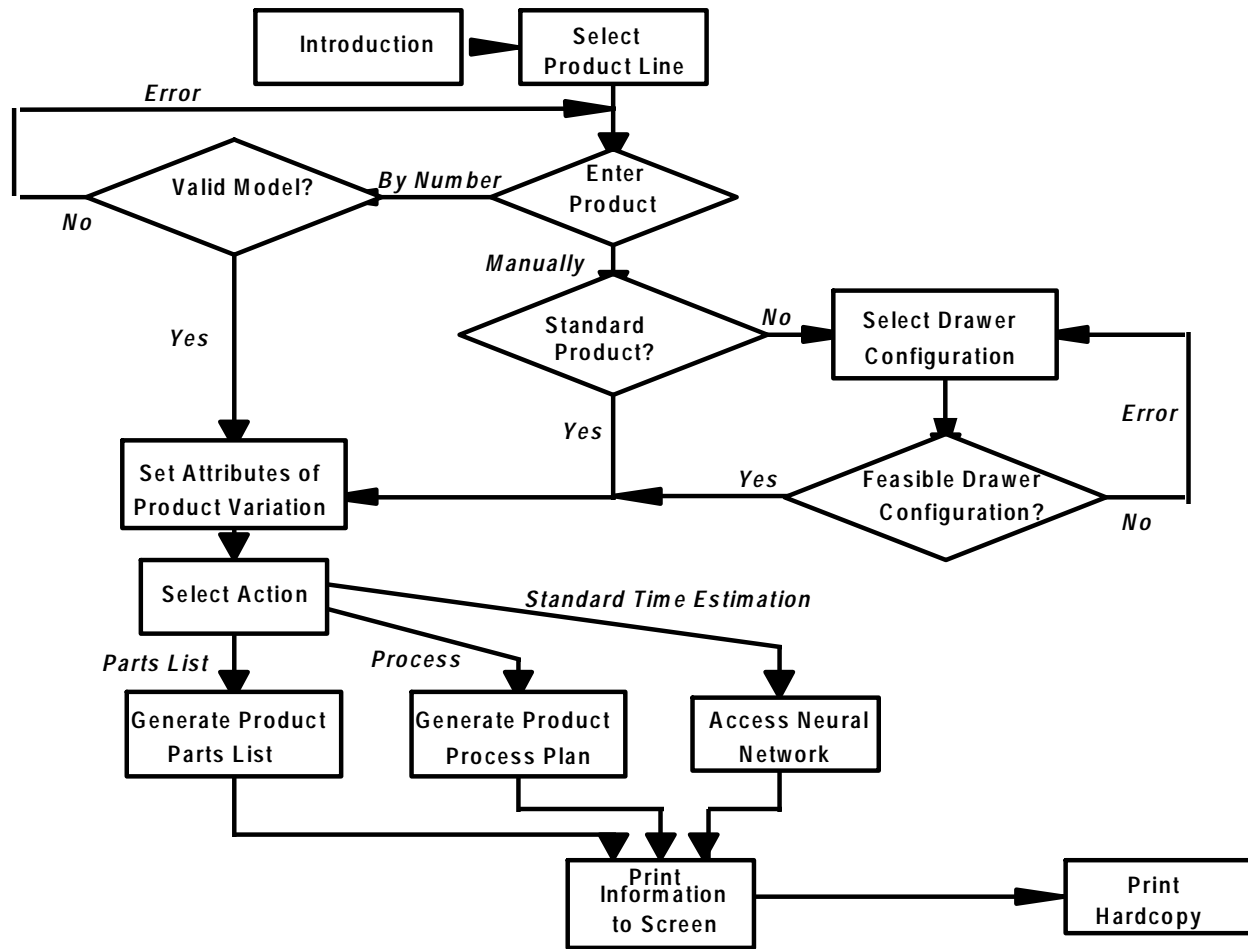 Introduction
Select
Product Line
Error
Valid Model?
By Number
Enter
Product
No
Manually
Yes
Standard
Product?
No
Select Drawer
Configuration
Error
Yes
Set Attributes of
Product Variation
Yes
Feasible Drawer
Configuration?
No
Select Action
Standard Time Estimation
Parts List
Process
Generate Product
Parts List
Generate Product
Process Plan
Access Neural
Network
Print
Information
to Screen
Print
Hardcopy